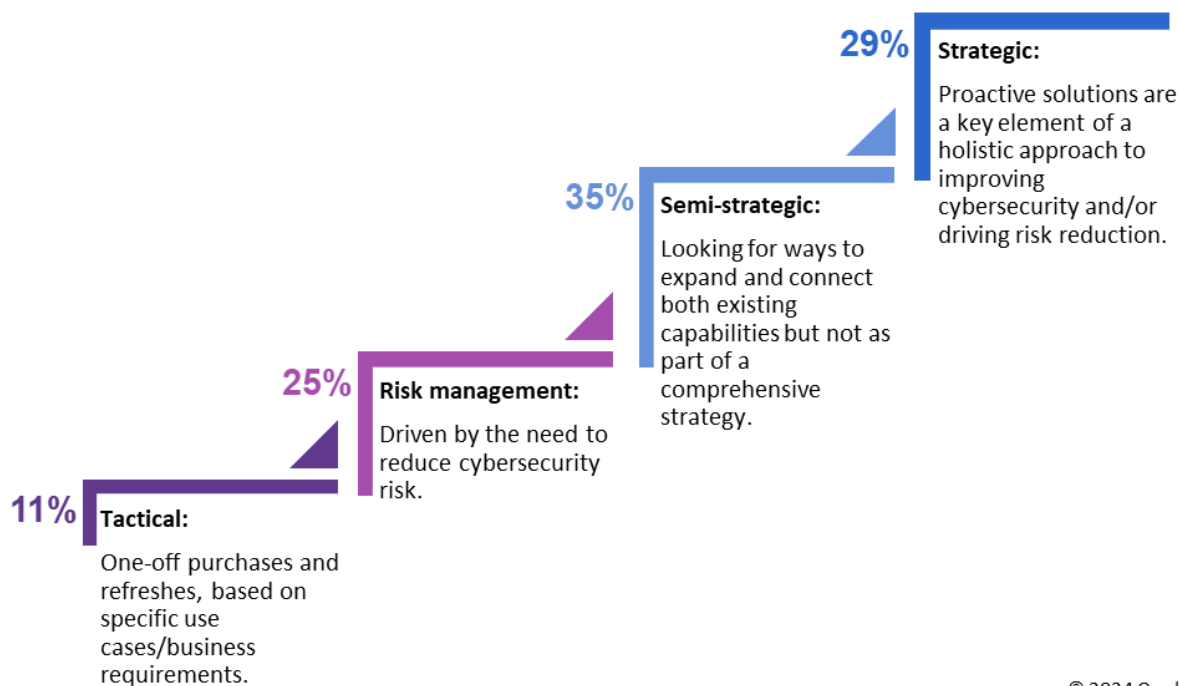 29%
Strategic:
Proactive solutions are
a key element of a
holistic approach to
improving
cybersecurity and/or
driving risk reduction.
35%
Semi-strategic:
Looking for ways to
expand and connect
both existing
capabilities but not as
part of a
comprehensive
strategy.
25%
Risk management:
Driven by the need to
reduce cybersecurity
risk.
11%
Tactical:
One-off purchases and
refreshes, based on
specific use
cases/business
requirements.